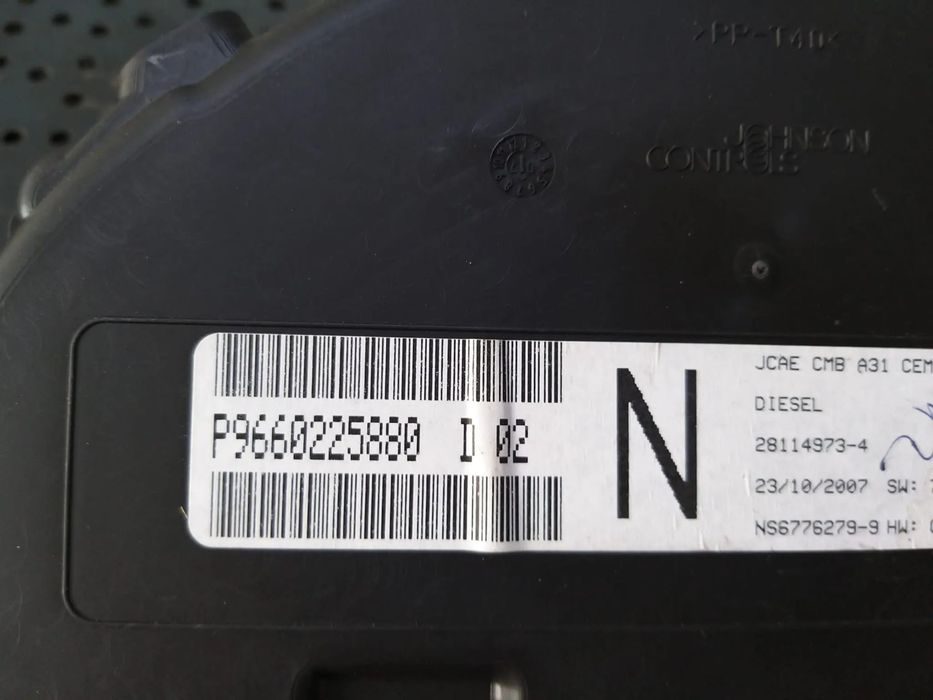 >PP-T40<
JOHNSON
CONTROLS
P9660225880 D 02
N
JCAE CMB A31 CEM
DIESEL
28114973-4
23/10/2007 SW:
NS6776279-9 HW: